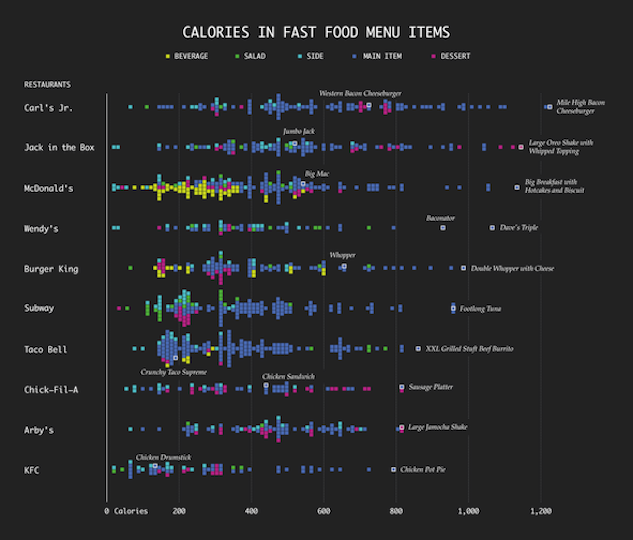 CALORIES IN FAST FOOD MENU ITEMS
BEVERAGE SALAD SIDE MAIN ITEM DESSERT
RESTAURANTS
Western Bacon Cheeseburger
Carl's Jr.
Mile High Bacon
Cheeseburger
Jumbo Jack
Jack in the Box
Large Oreo Shake with
Whipped Topping
Big Mac
McDonald's
Big Breakfast with
Hotcakes and Biscuit
Baconator
Wendy's
Dave's Triple
Whopper
Burger King
Double Whopper with Cheese
Subway
Footlong Tuna
Taco Bell
XXL Grilled Stuft Beef Burrito
Crunchy Taco Supreme
Chicken Sandwich
Chick-Fil-A
Sausage Platter
Arby's
Large Jamocha Shake
Chicken Drumstick
KFC
Chicken Pot Pie
0 Calories 200 400 600 800 1,000 1,200